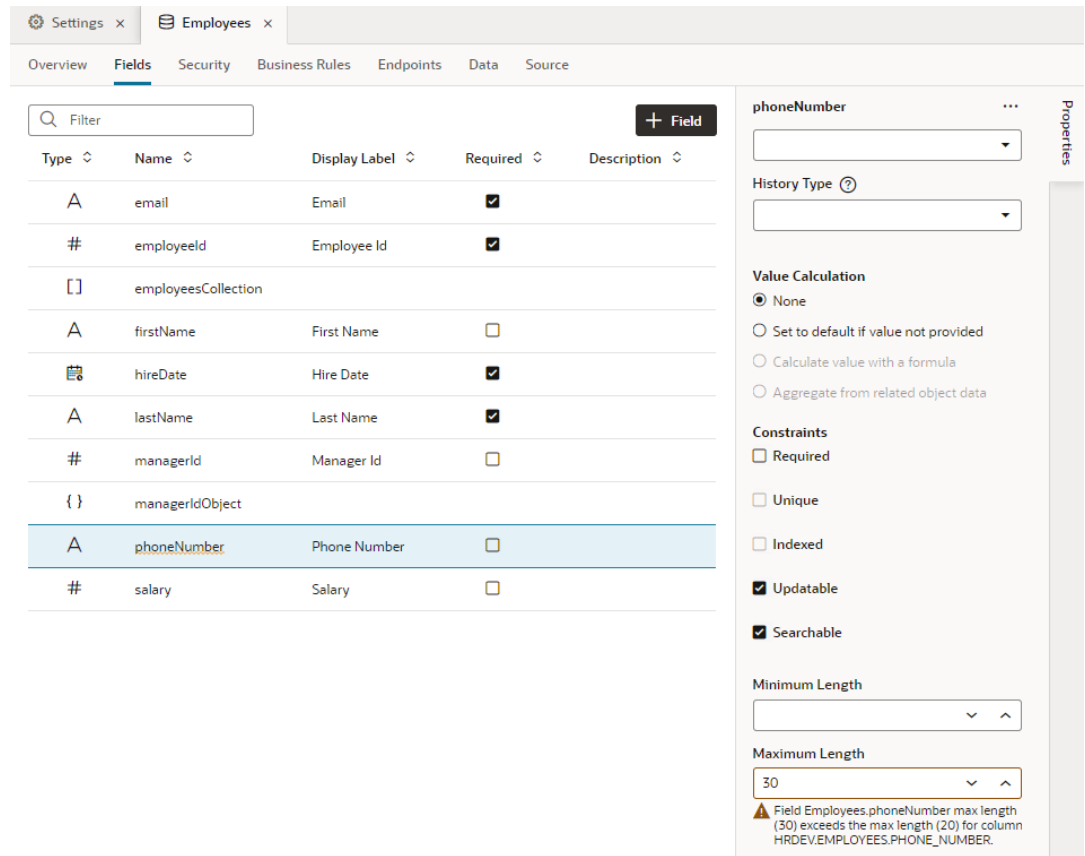 Settings × Employees ×
Overview Fields Security Business Rules Endpoints Data Source
Filter
+ Field
Type Name Display Label Required Description
A email Email
# employeeId Employee Id
[ ] employeesCollection
A firstName First Name
hireDate Hire Date
A lastName Last Name
# managerId Manager Id
{ } managerIdObject
A phoneNumber Phone Number
# salary Salary
phoneNumber ...
History Type ?
Value Calculation
None
Set to default if value not provided
Calculate value with a formula
Aggregate from related object data
Constraints
Required
Unique
Indexed
Updatable
Searchable
Minimum Length
Maximum Length
30
Field Employees.phoneNumber max length
(30) exceeds the max length (20) for column
HRDEV.EMPLOYEES.PHONE_NUMBER.
Properties